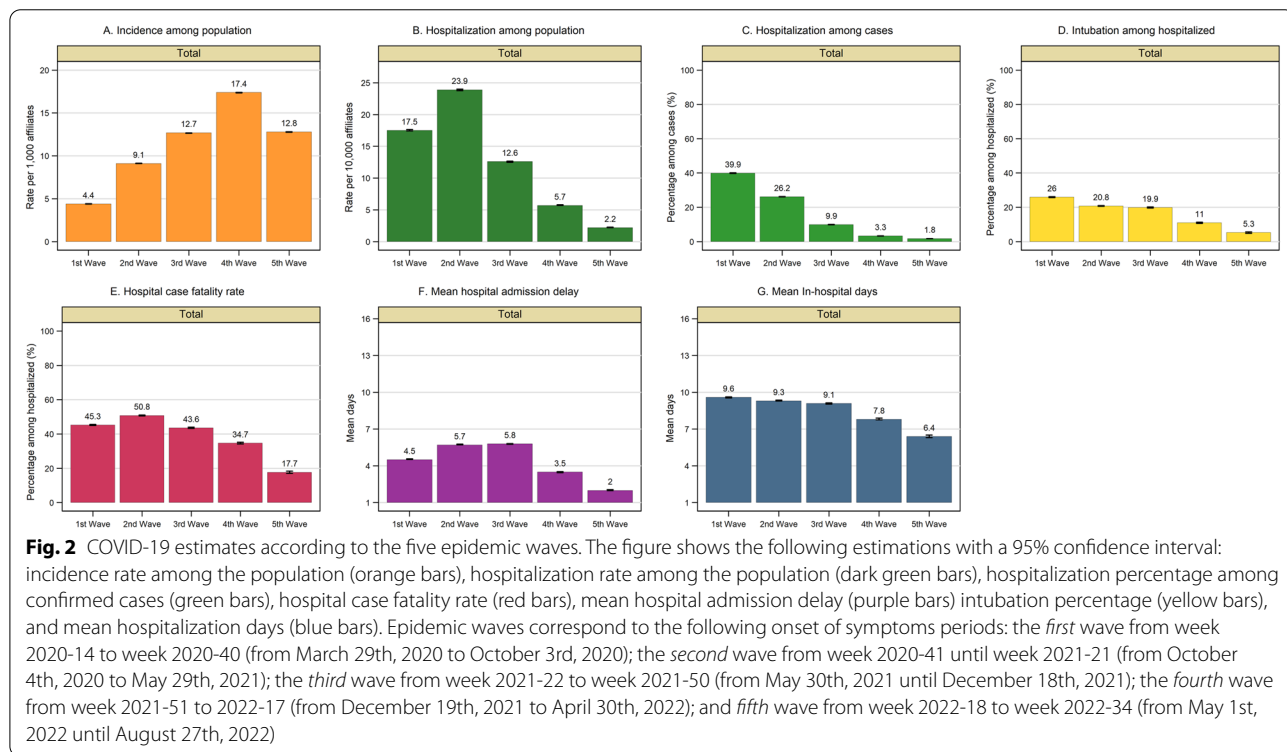 A. Incidence among population
Total
Rate per 1,000 affiliates
20
15
10
5
0
4.4
9.1
12.7
17.4
12.8
1st Wave 2nd Wave 3rd Wave 4th Wave 5th Wave
B. Hospitalization among population
Total
Rate per 10,000 affiliates
25
20
15
10
5
0
17.5
23.9
12.6
5.7
2.2
1st Wave 2nd Wave 3rd Wave 4th Wave 5th Wave
C. Hospitalization among cases
Total
Percentage among cases (%)
100
80
60
40
20
0
39.9
26.2
9.9
3.3
1.8
1st Wave 2nd Wave 3rd Wave 4th Wave 5th Wave
D. Intubation among hospitalized
Total
Percentage among hospitalized (%)
100
80
60
40
20
0
26
20.8
19.9
11
5.3
1st Wave 2nd Wave 3rd Wave 4th Wave 5th Wave
E. Hospital case fatality rate
Total
Percentage among hospitalized (%)
100
80
60
40
20
0
45.3
50.8
43.6
34.7
17.7
1st Wave 2nd Wave 3rd Wave 4th Wave 5th Wave
F. Mean hospital admission delay
Total
Mean days
16
13
10
7
4
1
4.5
5.7
5.8
3.5
2
1st Wave 2nd Wave 3rd Wave 4th Wave 5th Wave
G. Mean In-hospital days
Total
Mean days
16
13
10
7
4
1
9.6
9.3
9.1
7.8
6.4
1st Wave 2nd Wave 3rd Wave 4th Wave 5th Wave
Fig. 2 COVID-19 estimates according to the five epidemic waves. The figure shows the following estimations with a 95% confidence interval:
incidence rate among the population (orange bars), hospitalization rate among the population (dark green bars), hospitalization percentage among
confirmed cases (green bars), hospital case fatality rate (red bars), mean hospital admission delay (purple bars) intubation percentage (yellow bars),
and mean hospitalization days (blue bars). Epidemic waves correspond to the following onset of symptoms periods: the first wave from week
2020-14 to week 2020-40 (from March 29th, 2020 to October 3rd, 2020); the second wave from week 2020-41 until week 2021-21 (from October
4th, 2020 to May 29th, 2021); the third wave from week 2021-22 to week 2021-50 (from May 30th, 2021 until December 18th, 2021); the fourth wave
from week 2021-51 to 2022-17 (from December 19th, 2021 to April 30th, 2022); and fifth wave from week 2022-18 to week 2022-34 (from May 1st,
2022 until August 27th, 2022)